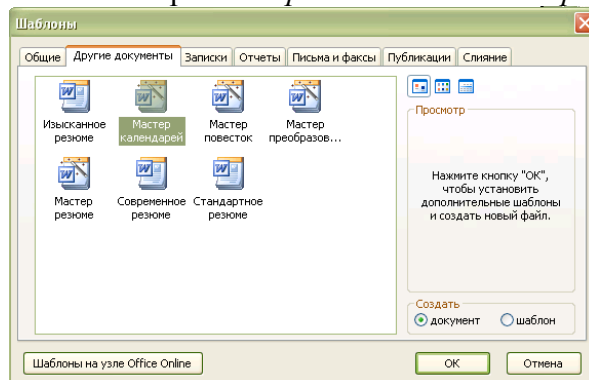 Шаблоны
Общие Другие документы Записки Отчеты Письма и факсы Публикации Слияние
Изысканное резюме
Мастер календарей
Мастер повесток
Мастер преобразов...
Мастер резюме
Современное резюме
Стандартное резюме
Просмотр
Нажмите кнопку "ОК",
чтобы установить
дополнительные шаблоны
и создать новый файл.
Создать
документ шаблон
Шаблоны на узле Office Online
ОК Отмена